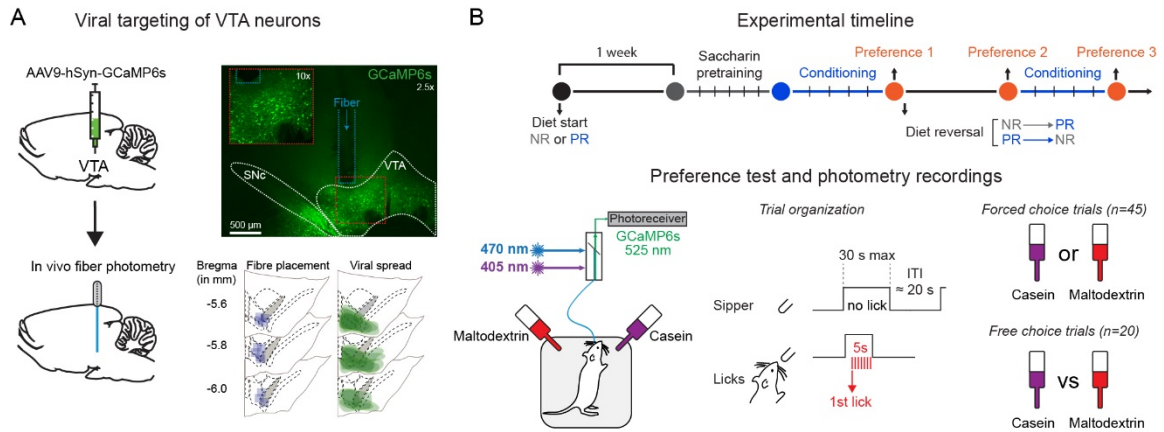 A
Viral targeting of VTA neurons
AAV9-hSyn-GCaMP6s
VTA
In vivo fiber photometry
10x
GCaMP6s
2.5x
Fiber
VTA
SNc
500 µm
Bregma
(in mm)
Fibre placement
Viral spread
-5.6
-5.8
-6.0
B
Experimental timeline
1 week
Saccharin
pretraining
Conditioning
Preference 1
Preference 2
Conditioning
Preference 3
Diet start
NR or PR
Diet reversal
NR PR
PR NR
Preference test and photometry recordings
Photoreceiver
GCaMP6s
525 nm
470 nm
405 nm
Maltodextrin
Casein
Trial organization
30 s max
ITI
≈ 20 s
no lick
Sipper
5s
Licks
1st lick
Forced choice trials (n=45)
or
Casein
Maltodextrin
Free choice trials (n=20)
vs
Casein
Maltodextrin